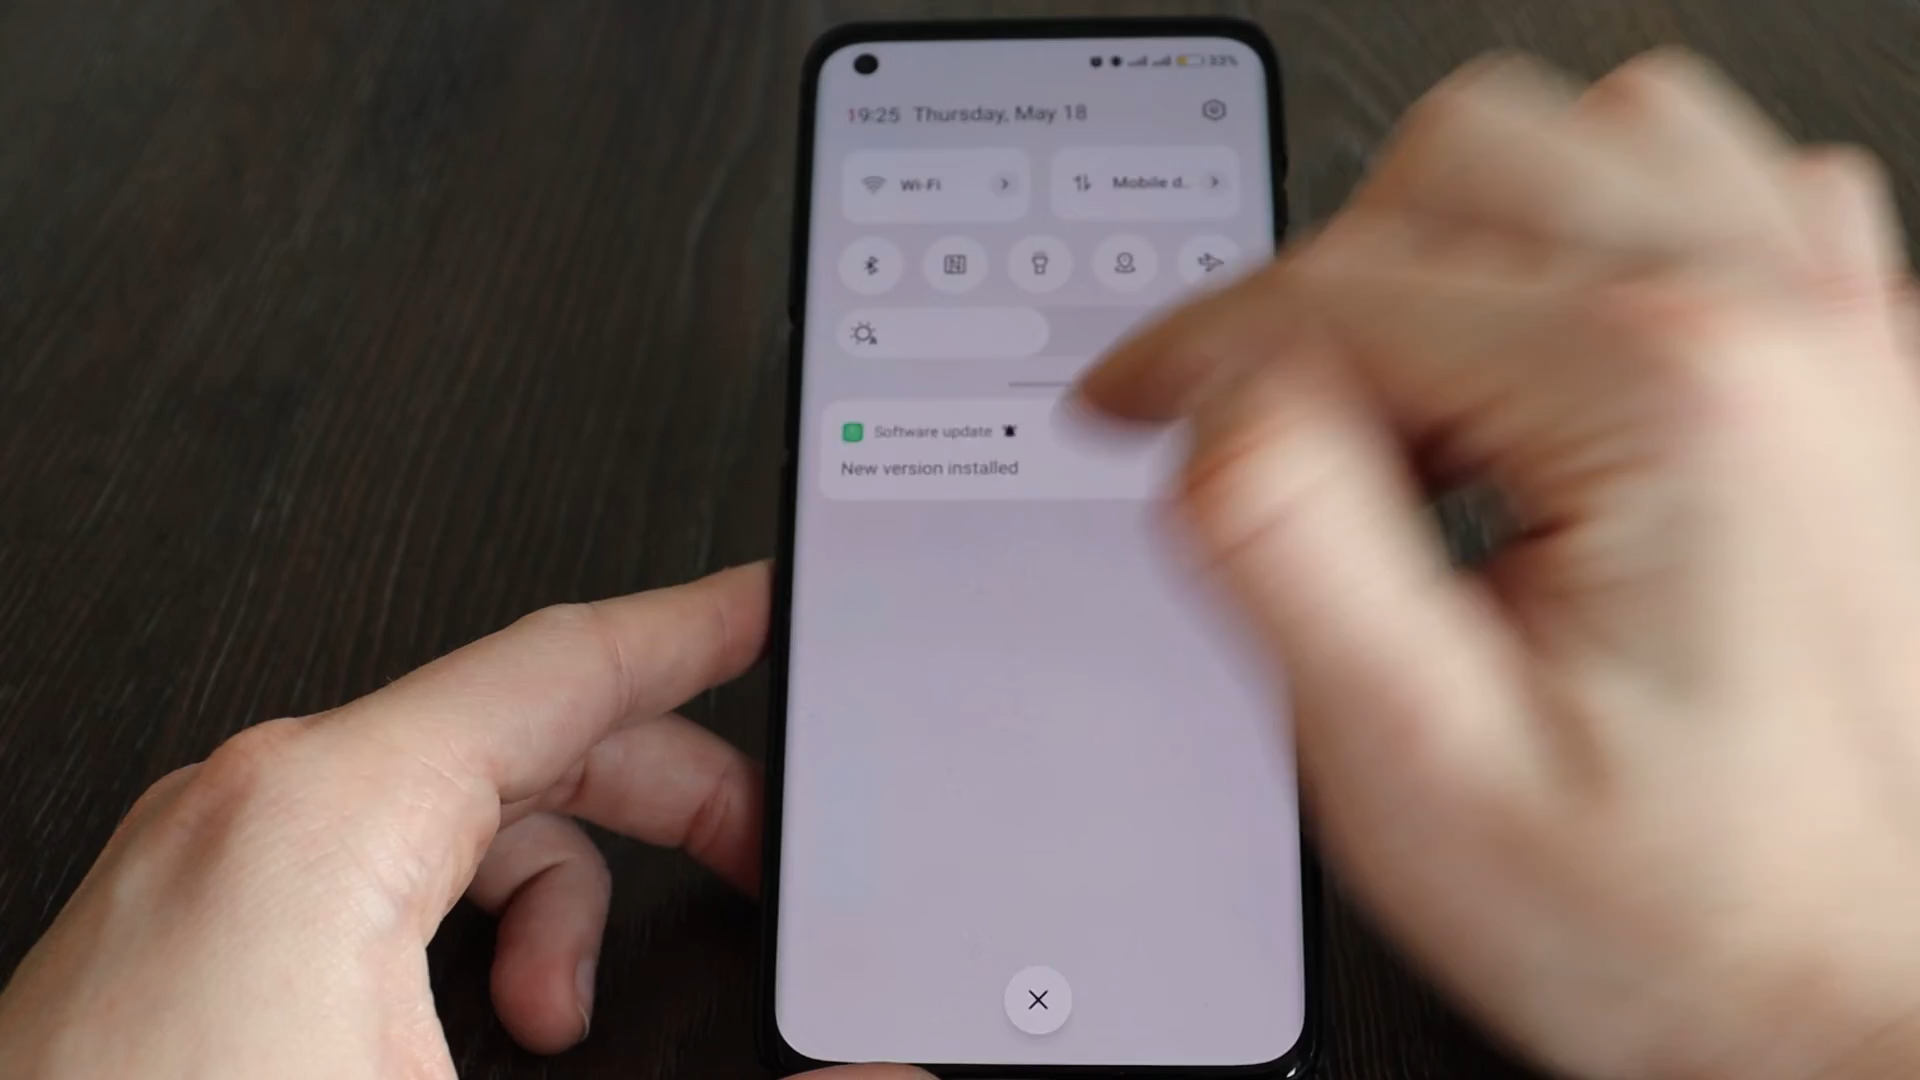 33%
19:25 Thursday, May 18
Wi-Fi
Mobile d..
Software update
New version installed